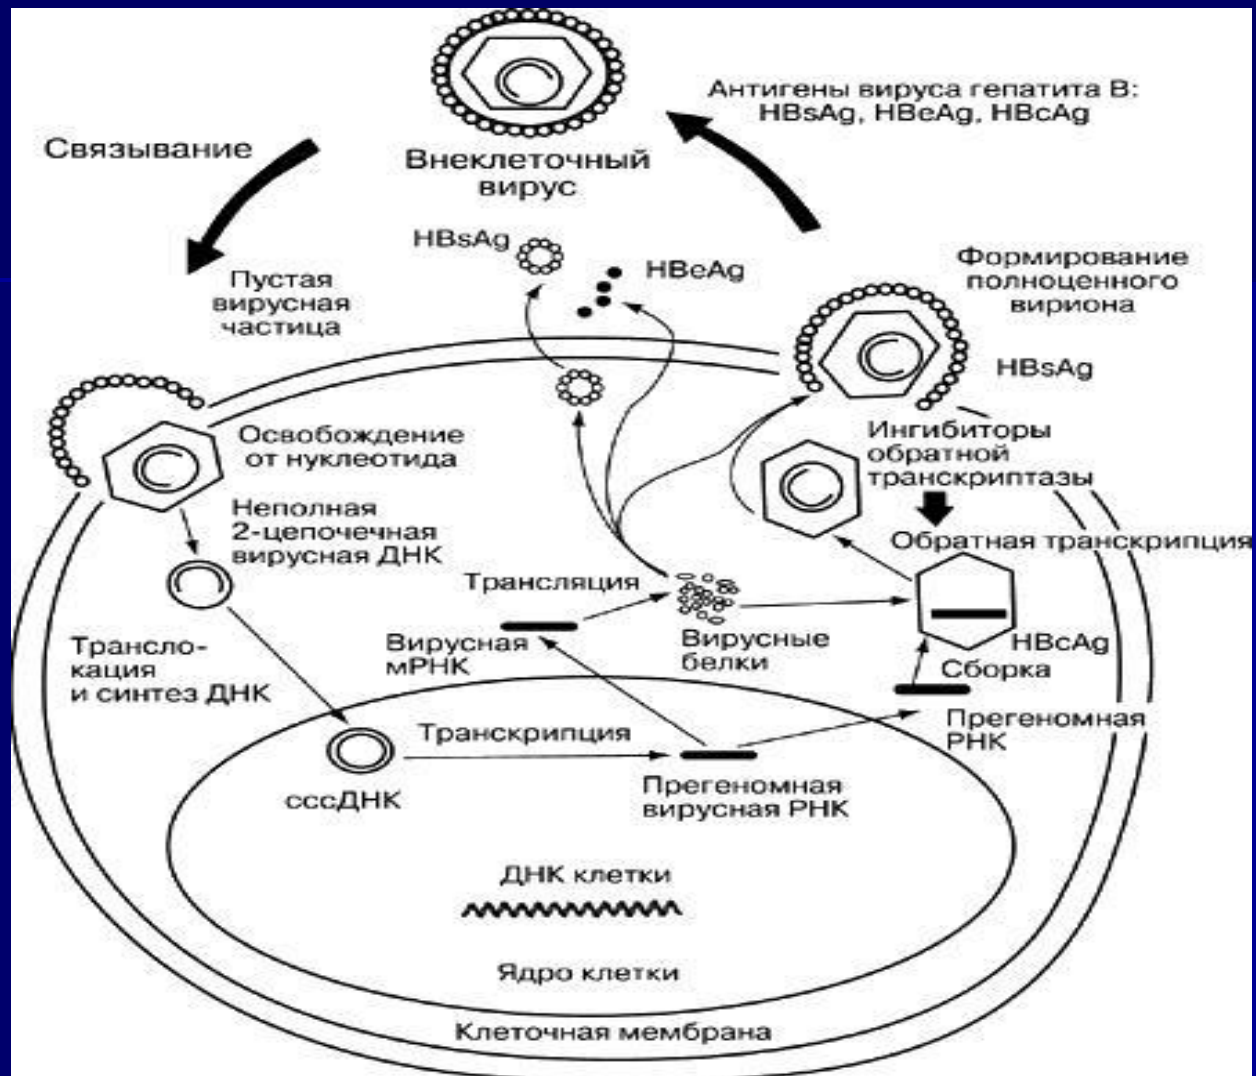 Антигены вируса гепатита В:
HBsAg, HBeAg, HBcAg
Связывание
Внеклеточный
вирус
HBsAg
HBeAg
Формирование
полноценного
вириона
Пустая
вирусная
частица
HBsAg
Освобождение
от нуклеотида
Ингибиторы
обратной
транскриптазы
Неполная
2-цепочечная
вирусная ДНК
Обратная транскрипция
Трансляция
Вирусная
мРНК
Вирусные
белки
HBcAg
Сборка
Трансло-
кация
и синтез ДНК
Прегеномная
РНК
Транскрипция
сссДНК
Прегеномная
вирусная РНК
ДНК клетки
Ядро клетки
Клеточная мембрана